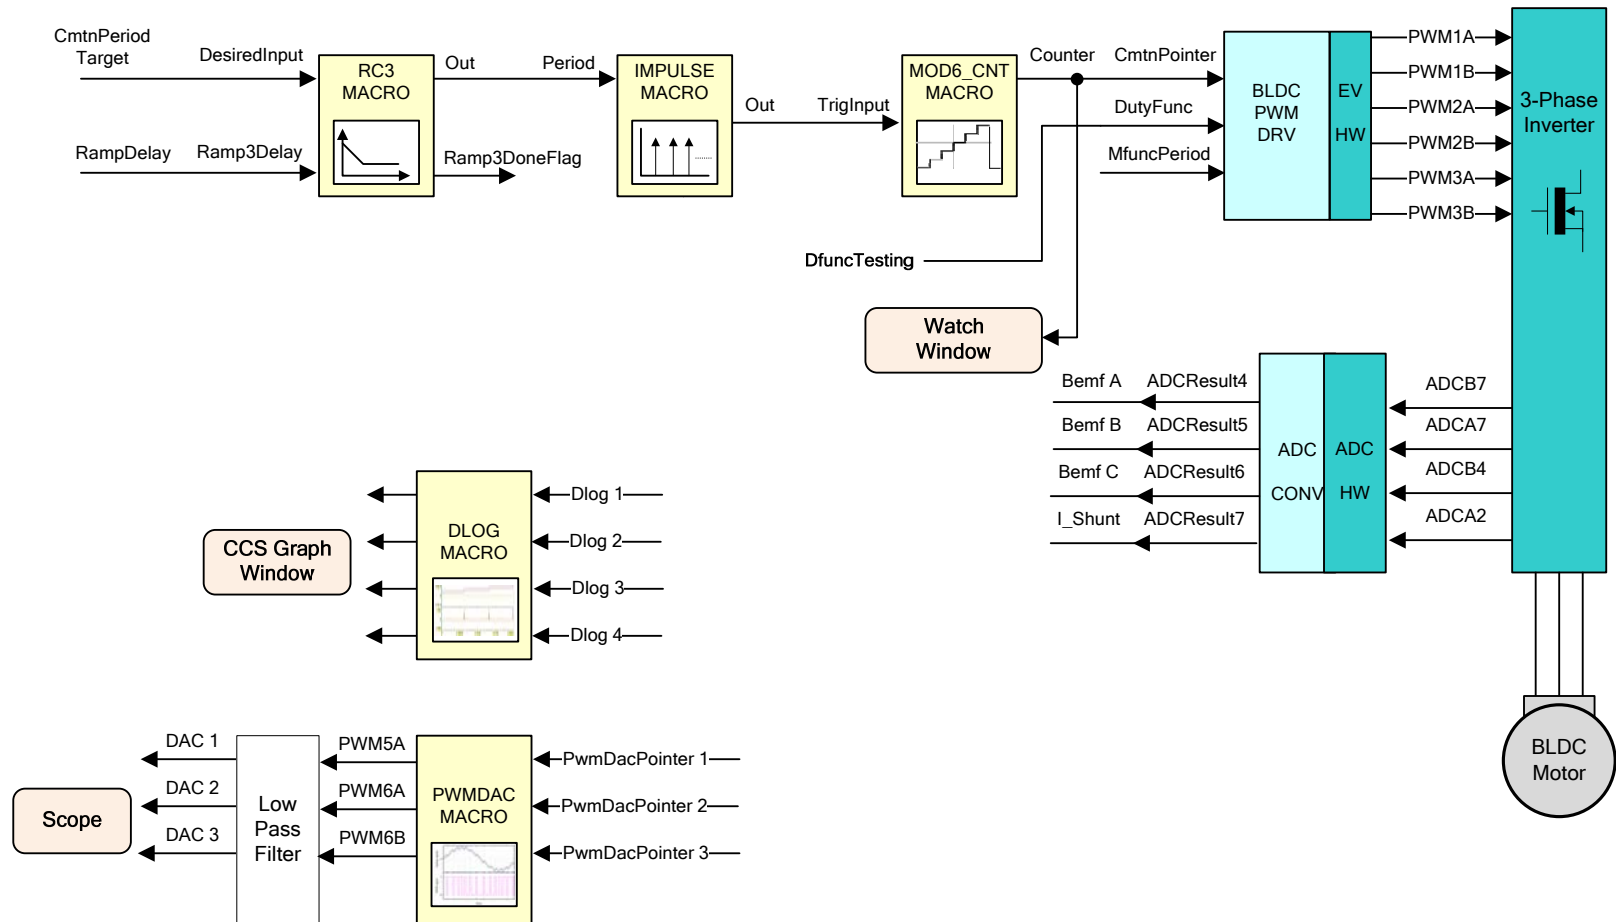 CmtnPeriod
Target
DesiredInput
RampDelay
Ramp3Delay
RC3
MACRO
Out
Ramp3DoneFlag
Period
IMPULSE
MACRO
Out
TrigInput
MOD6_CNT
MACRO
Counter
CmtnPointer
DutyFunc
MfuncPeriod
DfuncTesting
BLDC
PWM
DRV
EV
HW
PWM1A
PWM1B
PWM2A
PWM2B
PWM3A
PWM3B
3-Phase
Inverter
Watch
Window
Bemf A
ADCResult4
Bemf B
ADCResult5
Bemf C
ADCResult6
I_Shunt
ADCResult7
ADC
CONV
ADC
HW
ADCB7
ADCA7
ADCB4
ADCA2
CCS Graph
Window
DLOG
MACRO
Dlog 1
Dlog 2
Dlog 3
Dlog 4
BLDC
Motor
Scope
DAC 1
DAC 2
DAC 3
Low
Pass
Filter
PWM5A
PWM6A
PWM6B
PWMDAC
MACRO
PwmDacPointer 1
PwmDacPointer 2
PwmDacPointer 3